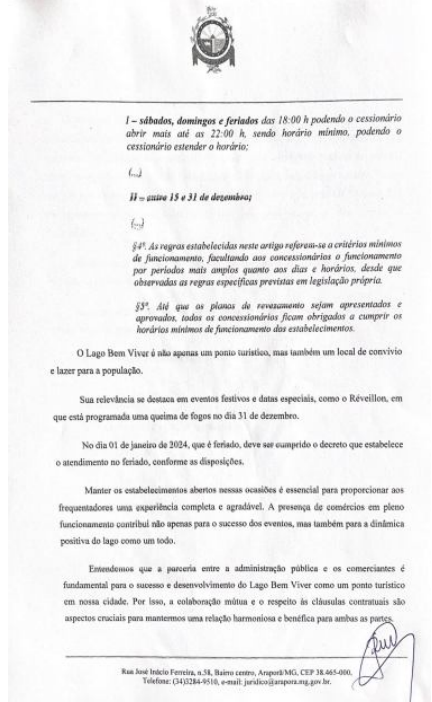 I – sábados, domingos e feriados das 18:00 h podendo o cessionário
abrir mais até as 22:00 h, sendo horário mínimo, podendo o
cessionário estender o horário;
(...)
II – entre 15 e 31 de dezembro;
(...)
§4º. As regras estabelecidas neste artigo referem-se a critérios mínimos
de funcionamento, facultando aos concessionários o funcionamento
por períodos mais amplos quanto aos dias e horários, desde que
observadas as regras específicas previstas em legislação própria.
§5º. Até que os planos de revezamento sejam apresentados e
aprovados, todos os concessionários ficam obrigados a cumprir os
horários mínimos de funcionamento dos estabelecimentos.
O Lago Bem Viver é não apenas um ponto turístico, mas também um local de convívio
e lazer para a população.
Sua relevância se destaca em eventos festivos e datas especiais, como o Réveillon, em
que está programada uma queima de fogos no dia 31 de dezembro.
No dia 01 de janeiro de 2024, que é feriado, deve ser cumprido o decreto que estabelece
o atendimento no feriado, conforme as disposições.
Manter os estabelecimentos abertos nessas ocasiões é essencial para proporcionar aos
frequentadores uma experiência completa e agradável. A presença de comércios em pleno
funcionamento contribui não apenas para o sucesso dos eventos, mas também para a dinâmica
positiva do lago como um todo.
Entendemos que a parceria entre a administração pública e os comerciantes é
fundamental para o sucesso e desenvolvimento do Lago Bem Viver como um ponto turístico
em nossa cidade. Por isso, a colaboração mútua e o respeito às cláusulas contratuais são
aspectos cruciais para mantermos uma relação harmoniosa e benéfica para ambas as partes.
Rua José Inácio Ferreira, n.58, Bairro centro, Araporã/MG, CEP 38.465-000,
Telefone: (34)3284-9510, e-mail: juridico@arapora.mg.gov.br.